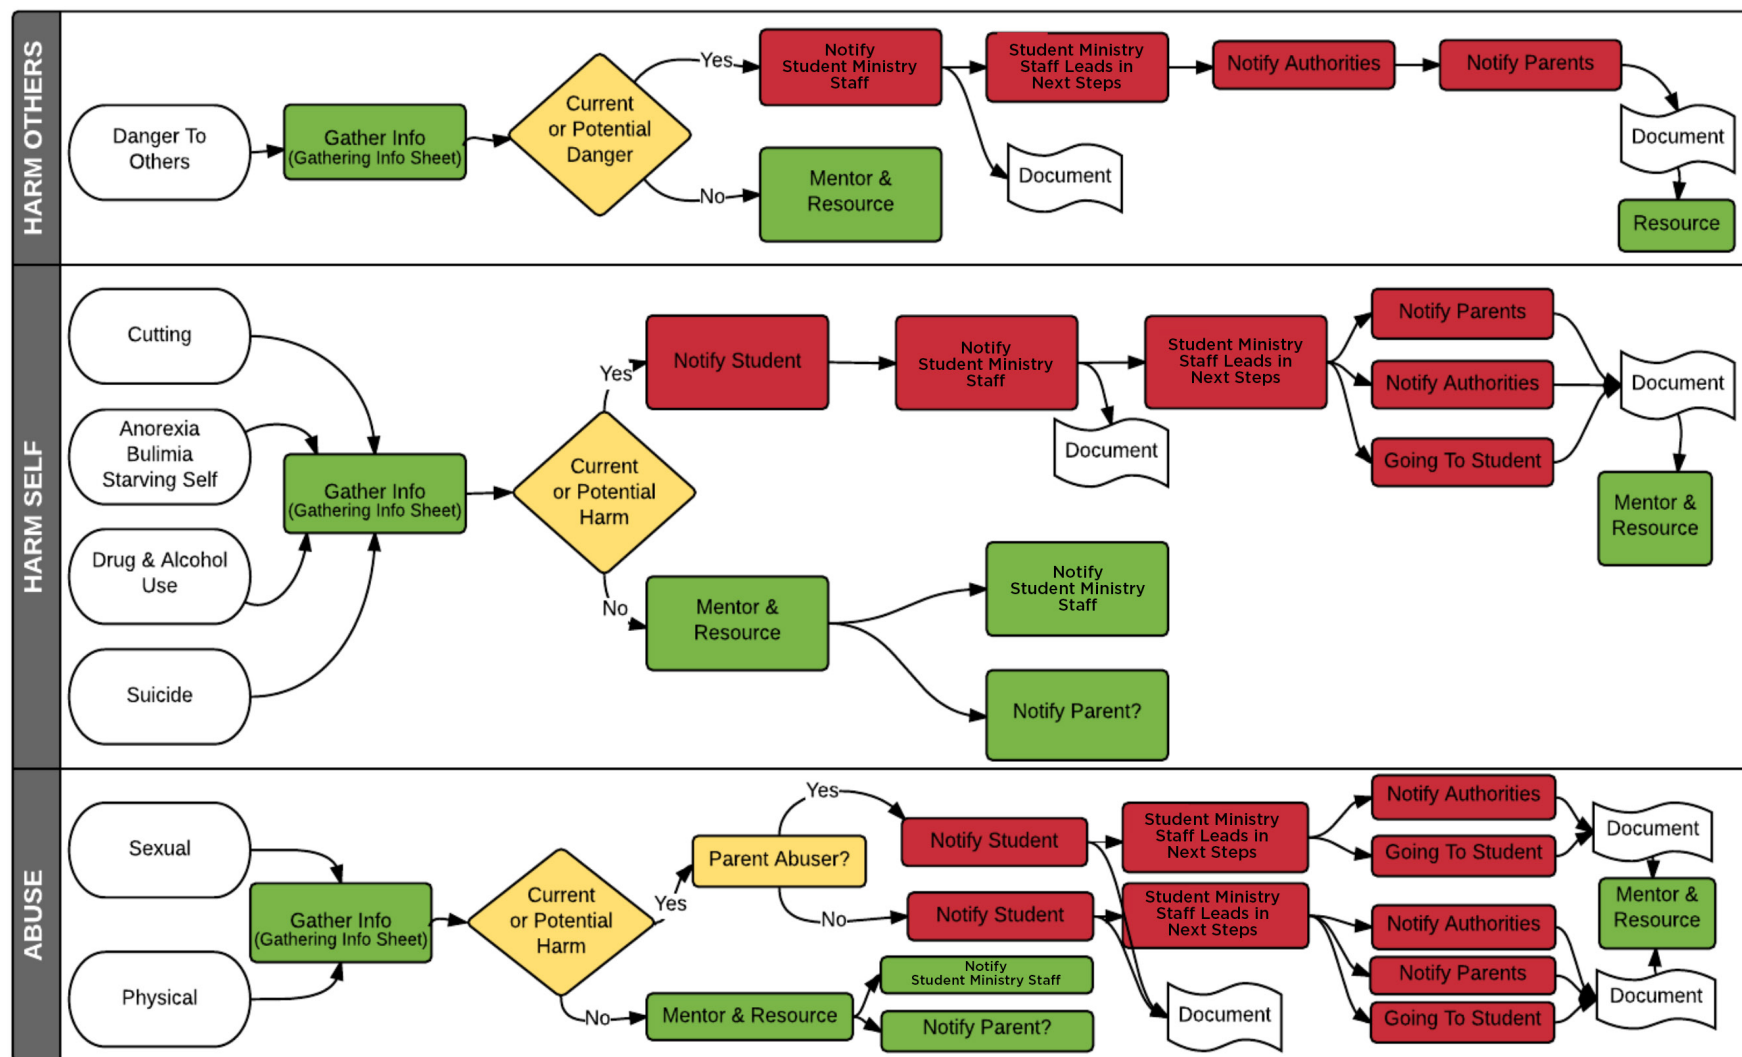 HARM OTHERS
Danger To
Others
Gather Info
(Gathering Info Sheet)
Current
or Potential
Danger
Yes
No
Notify
Student Ministry
Staff
Mentor &
Resource
Student Ministry
Staff Leads in
Next Steps
Document
Notify Authorities
Notify Parents
Document
Resource
HARM SELF
Cutting
Anorexia
Bulimia
Starving Self
Drug & Alcohol
Use
Suicide
Gather Info
(Gathering Info Sheet)
Current
or Potential
Harm
Yes
No
Notify Student
Notify
Student Ministry
Staff
Document
Student Ministry
Staff Leads in
Next Steps
Notify Parents
Notify Authorities
Going To Student
Document
Mentor &
Resource
Mentor &
Resource
Notify
Student Ministry
Staff
Notify Parent?
ABUSE
Sexual
Physical
Gather Info
(Gathering Info Sheet)
Current
or Potential
Harm
Yes
No
Parent Abuser?
Yes
No
Notify Student
Student Ministry
Staff Leads in
Next Steps
Notify Authorities
Going To Student
Document
Mentor &
Resource
Notify Student
Student Ministry
Staff Leads in
Next Steps
Notify Authorities
Notify Parents
Going To Student
Document
Document
Mentor & Resource
Notify
Student Ministry Staff
Notify Parent?